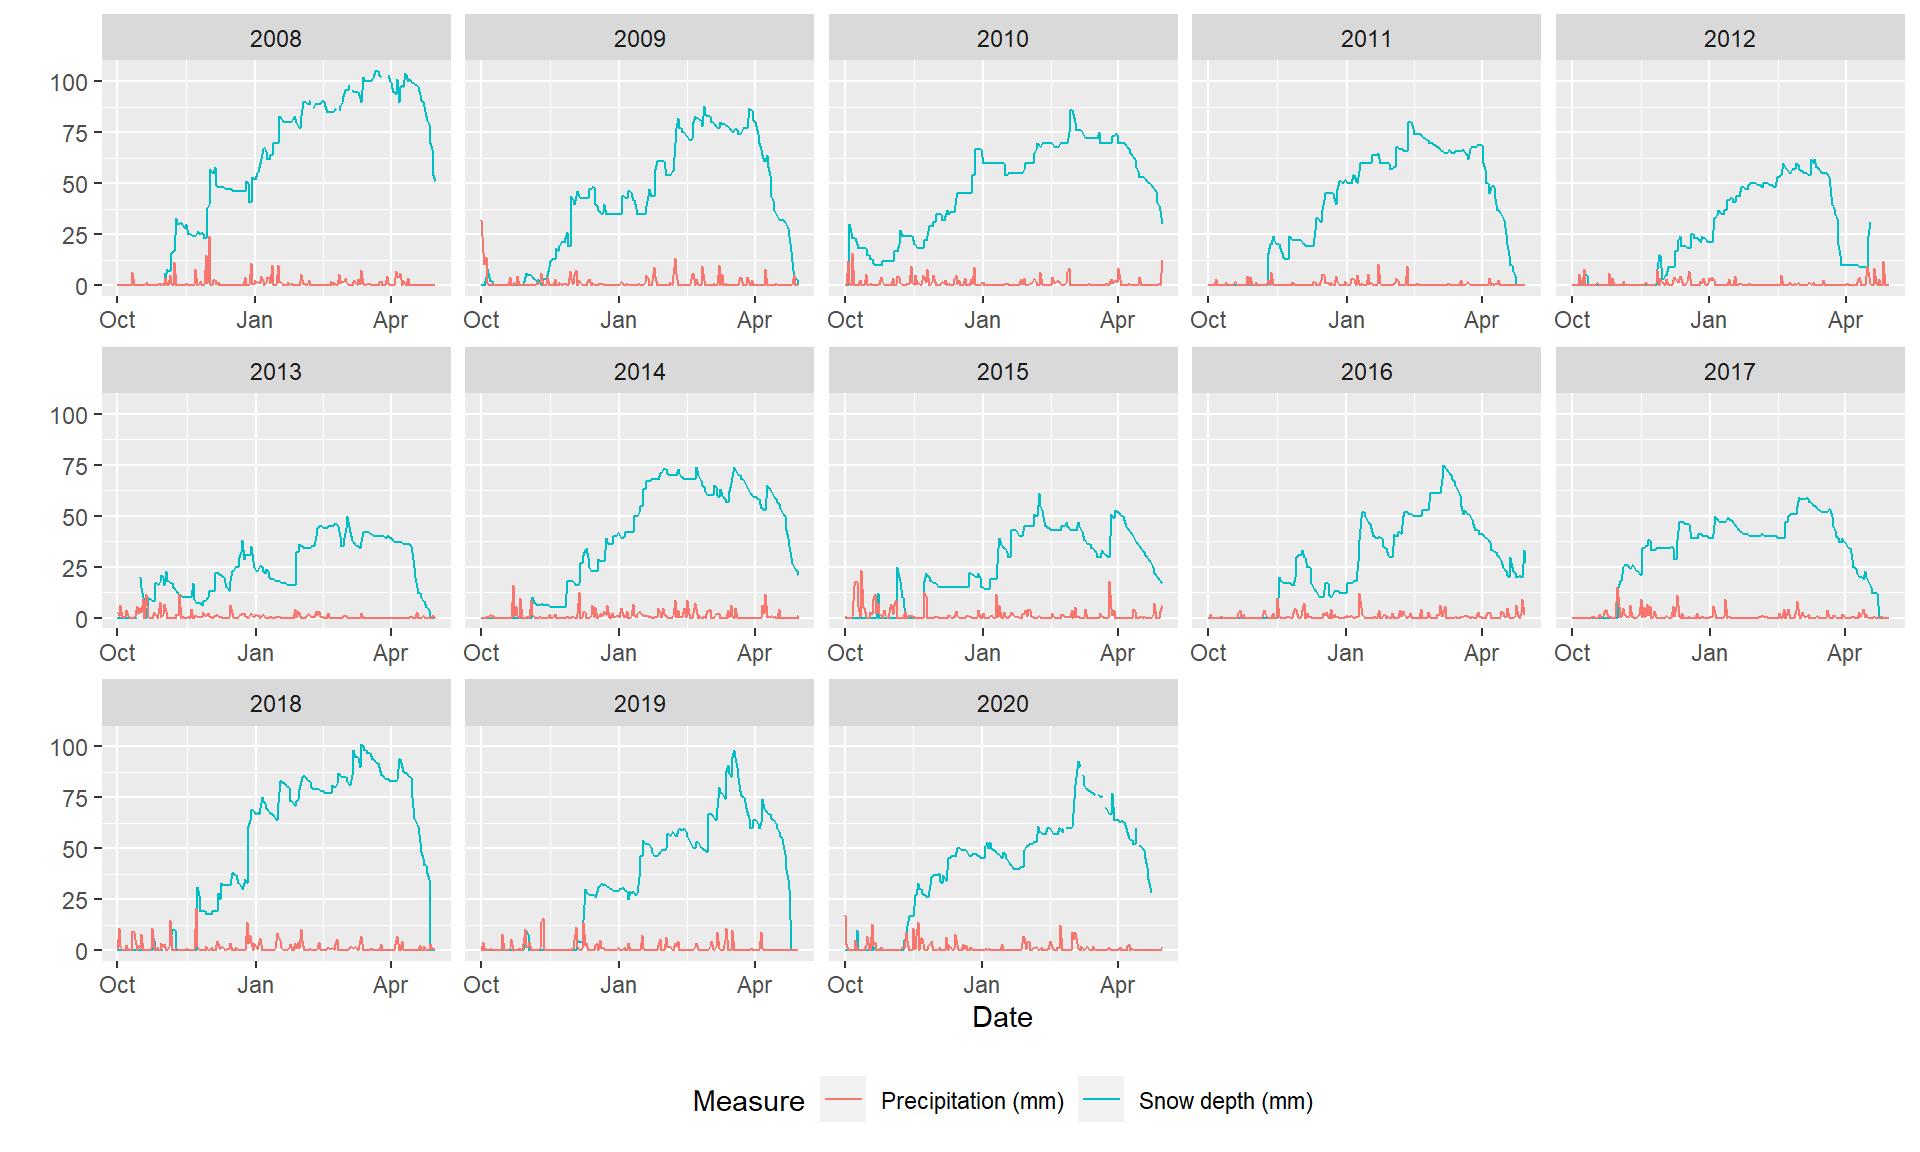 2008 2009 2010 2011 2012
100
75
50
25
0
Oct Jan Apr Oct Jan Apr Oct Jan Apr Oct Jan Apr Oct Jan Apr
2013 2014 2015 2016 2017
100
75
50
25
0
Oct Jan Apr Oct Jan Apr Oct Jan Apr Oct Jan Apr Oct Jan Apr
2018 2019 2020
100
75
50
25
0
Oct Jan Apr Oct Jan Apr Oct Jan Apr
Date
Measure Precipitation (mm) Snow depth (mm)